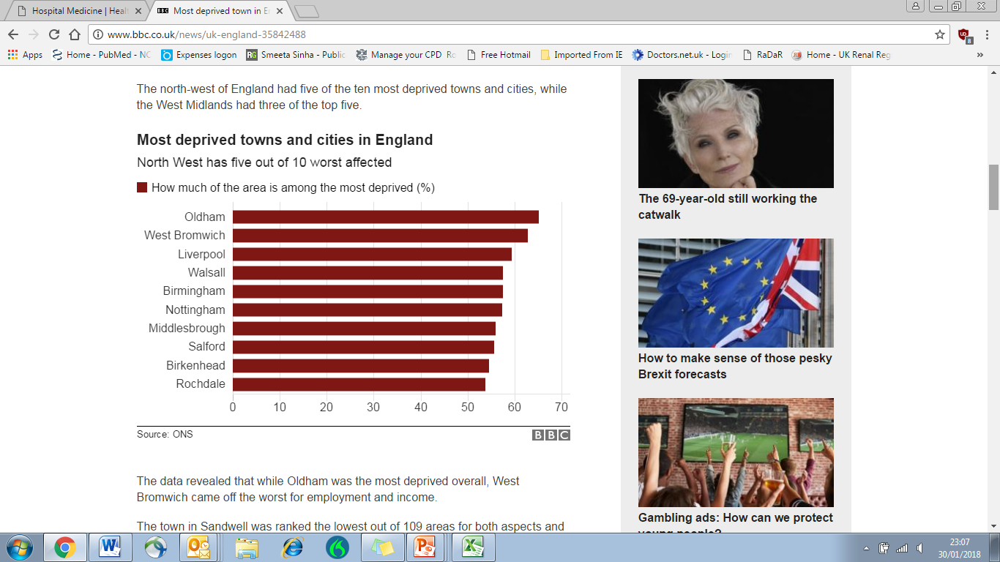 Hospital Medicine | Heal
BBC Most deprived town in E
www.bbc.co.uk/news/uk-england-35842488
Apps Home - PubMed - NC Expenses logon RG Smeeta Sinha - Public Manage your CPD Ro Free Hotmail Imported From IE Doctors.net.uk - Login RaDaR Home - UK Renal Reg »
8
The north-west of England had five of the ten most deprived towns and cities, while
the West Midlands had three of the top five.
Most deprived towns and cities in England
North West has five out of 10 worst affected
How much of the area is among the most deprived (%)
Oldham
West Bromwich
Liverpool
Walsall
Birmingham
Nottingham
Middlesbrough
Salford
Birkenhead
Rochdale
0 10 20 30 40 50 60 70
Source: ONS
BBC
The data revealed that while Oldham was the most deprived overall, West
Bromwich came off the worst for employment and income.
The town in Sandwell was ranked the lowest out of 109 areas for both aspects and
The 69-year-old still working the
catwalk
How to make sense of those pesky
Brexit forecasts
Gambling ads: How can we protect
young people?
23:07
30/01/2018